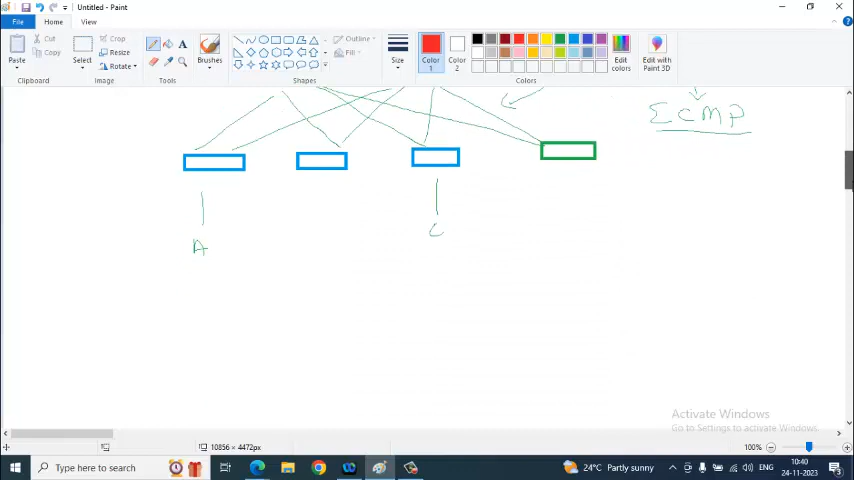 Untitled - Paint
File Home View
Paste Cut Copy Select Crop Resize Rotate Brushes Outline Fill Size Color 1 Color 2 Edit colors Edit with Paint 3D
Clipboard Image Tools Shapes Colors
ECMP
A C
Activate Windows
Go to Settings to activate Windows.
10856 × 4472px 100%
Type here to search 24°C Partly sunny ENG 10:40
24-11-2023 3